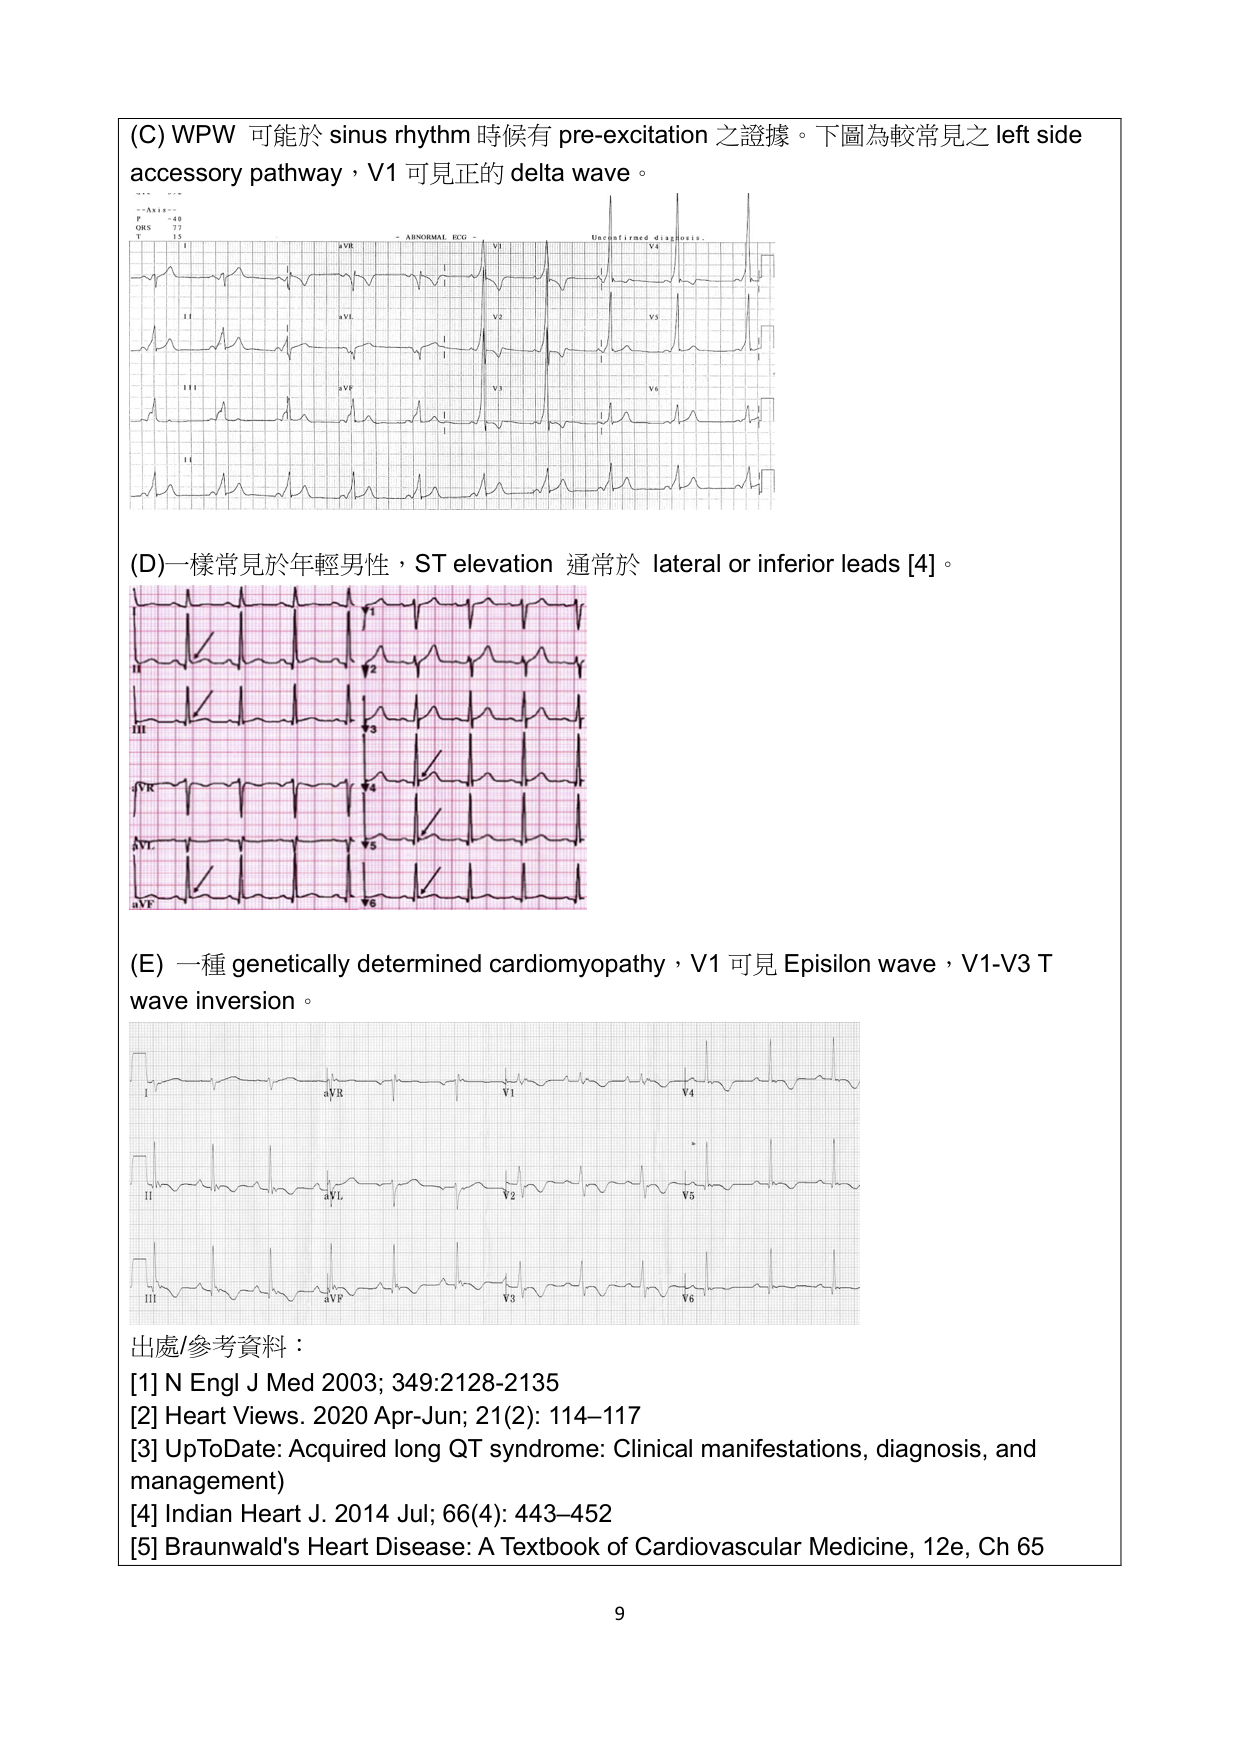 (C) WPW 可能於 sinus rhythm 時候有 pre-excitation 之證據。下圖為較常見之 left side
accessory pathway，V1 可見正的 delta wave。
--Axis--
P -40
QRS 77
T 15
- ABNORMAL ECG -
Unconfirmed diagnosis.
I aVR V1 V4
II aVL V2 V5
III aVF V3 V6
II
(D)一樣常見於年輕男性，ST elevation 通常於 lateral or inferior leads [4]。
I 1
II 2
III 3
aVR 4
aVL 5
aVF 6
(E) 一種 genetically determined cardiomyopathy，V1 可見 Episilon wave，V1-V3 T
wave inversion。
I aVR V1 V4
II aVL V2 V5
III aVF V3 V6
出處/參考資料：
[1] N Engl J Med 2003; 349:2128-2135
[2] Heart Views. 2020 Apr-Jun; 21(2): 114–117
[3] UpToDate: Acquired long QT syndrome: Clinical manifestations, diagnosis, and
management)
[4] Indian Heart J. 2014 Jul; 66(4): 443–452
[5] Braunwald's Heart Disease: A Textbook of Cardiovascular Medicine, 12e, Ch 65
9